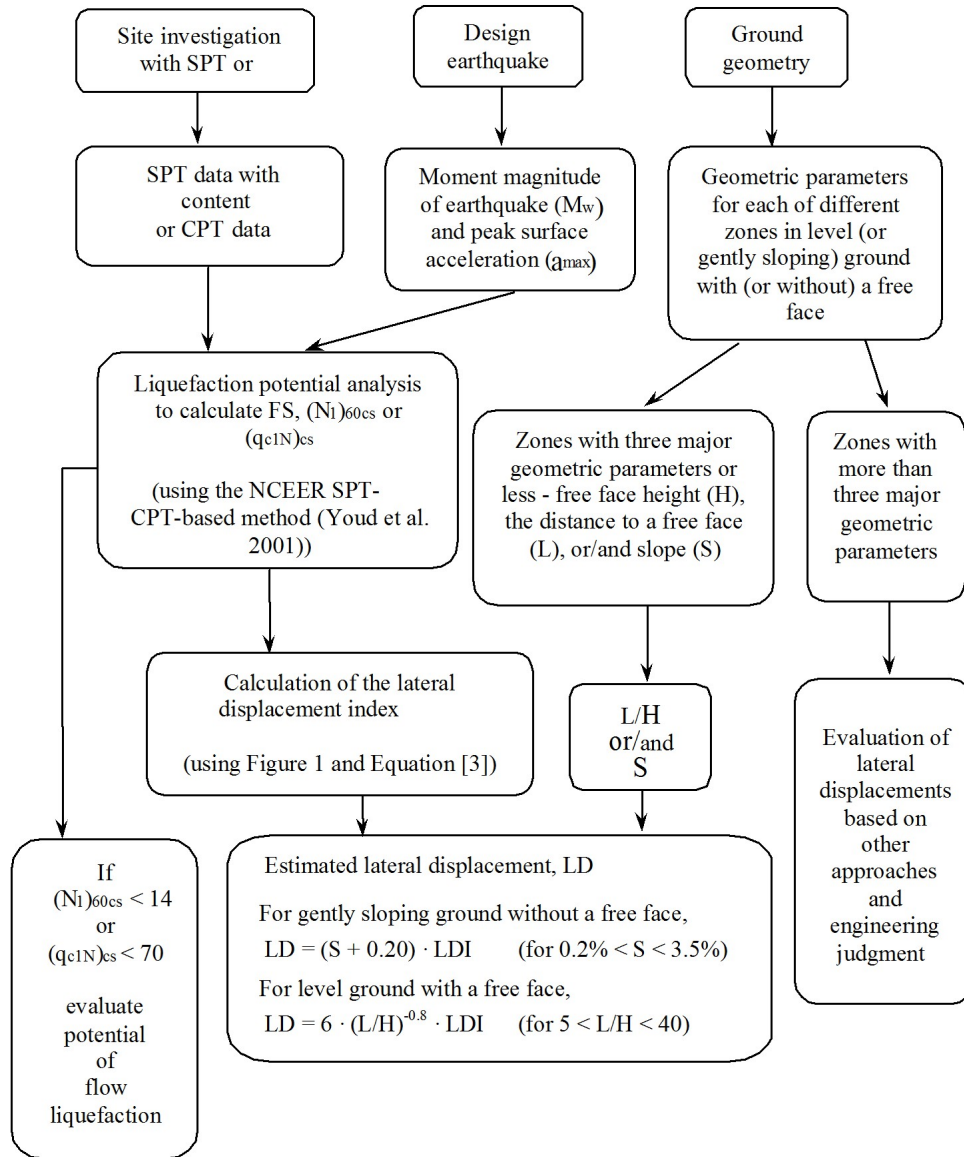 Site investigation
with SPT or
Design
earthquake
Ground
geometry
SPT data with
content
or CPT data
Moment magnitude
of earthquake (Mw)
and peak surface
acceleration (amax)
Geometric parameters
for each of different
zones in level (or
gently sloping) ground
with (or without) a free
face
Liquefaction potential analysis
to calculate FS, (N1)60cs or
(qc1N)cs
(using the NCEER SPT-
CPT-based method (Youd et al.
2001))
Zones with three major
geometric parameters or
less - free face height (H),
the distance to a free face
(L), or/and slope (S)
Zones with
more than
three major
geometric
parameters
Calculation of the lateral
displacement index
(using Figure 1 and Equation [3])
L/H
or/and
S
Evaluation of
lateral
displacements
based on
other
approaches
and
engineering
judgment
If
(N1)60cs < 14
or
(qc1N)cs < 70
evaluate
potential
of
flow
liquefaction
Estimated lateral displacement, LD
For gently sloping ground without a free face,
LD = (S + 0.20) · LDI (for 0.2% < S < 3.5%)
For level ground with a free face,
LD = 6 · (L/H)^-0.8 · LDI (for 5 < L/H < 40)